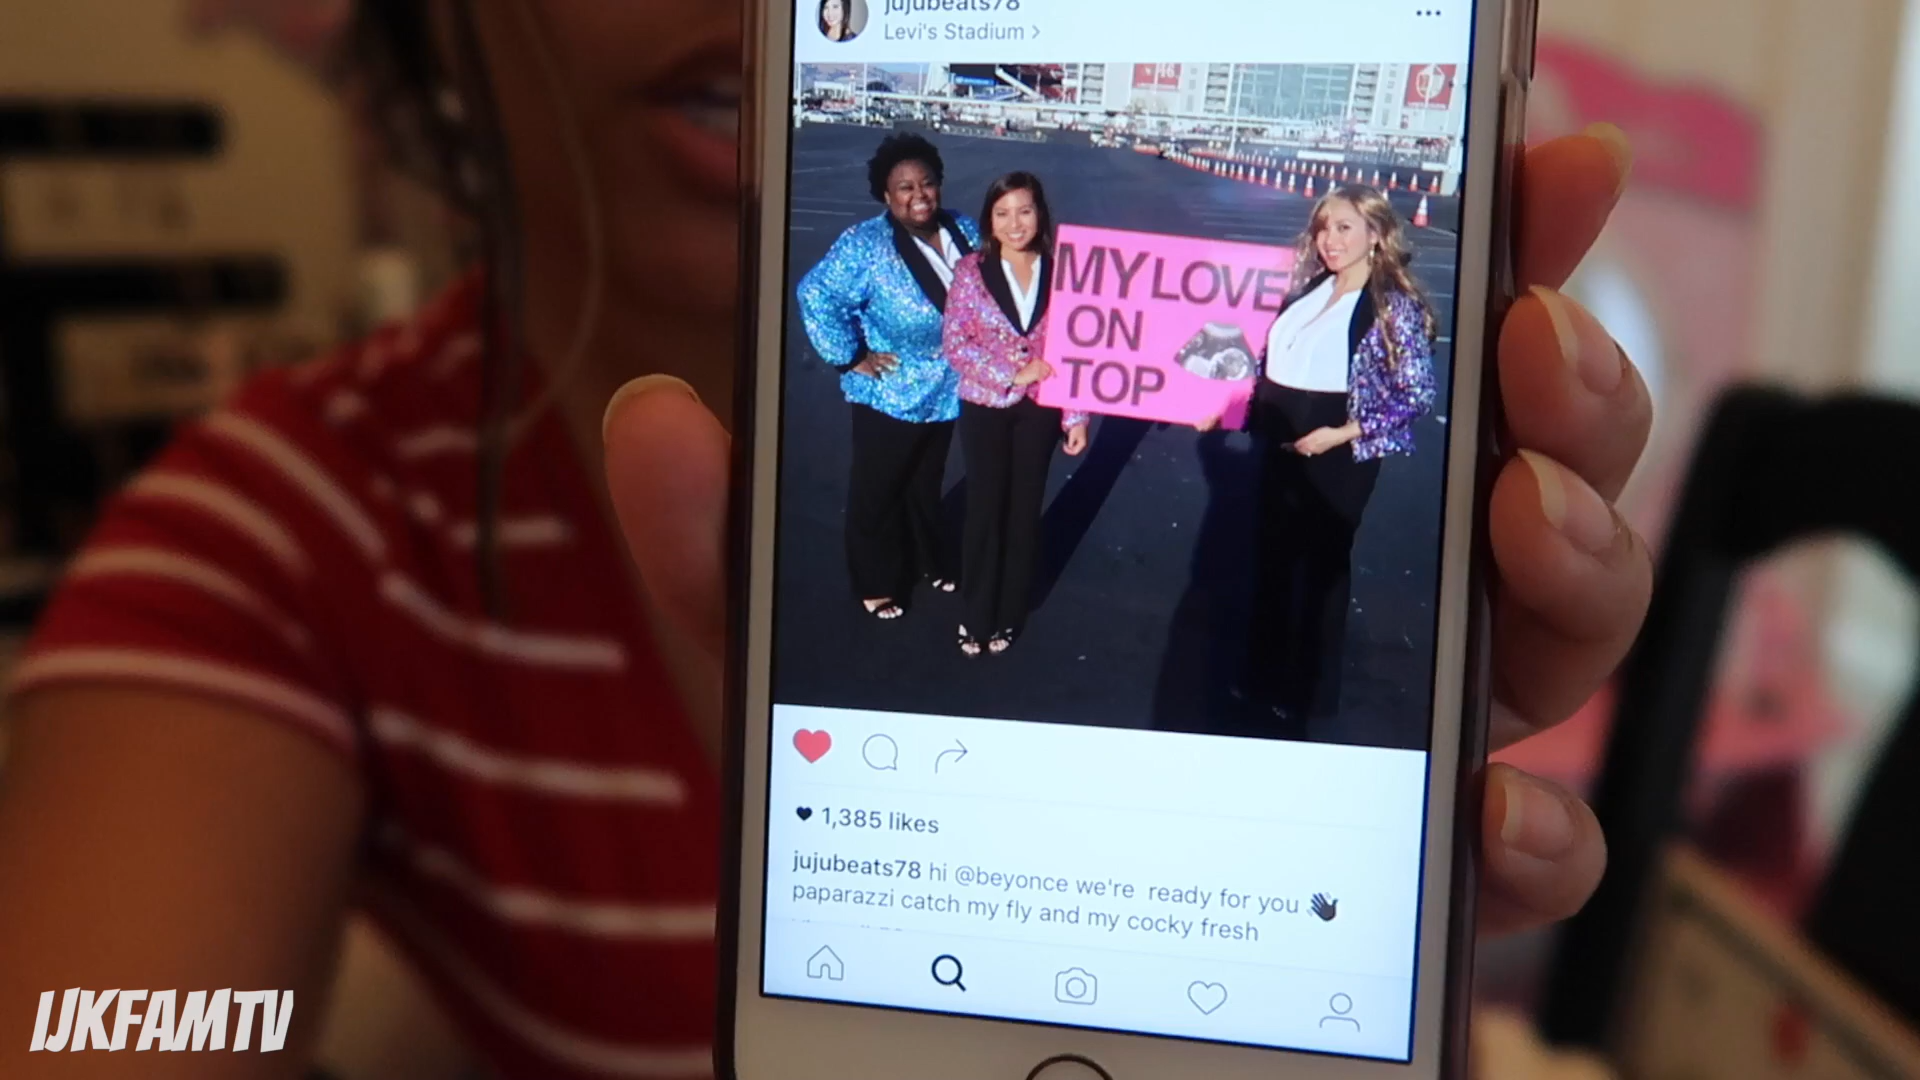 jujubeats78
Levi's Stadium >
MY LOVE
ON
TOP
1,385 likes
jujubeats78 hi @beyonce we're ready for you 👋🏿
paparazzi catch my fly and my cocky fresh
IJKFAMTV